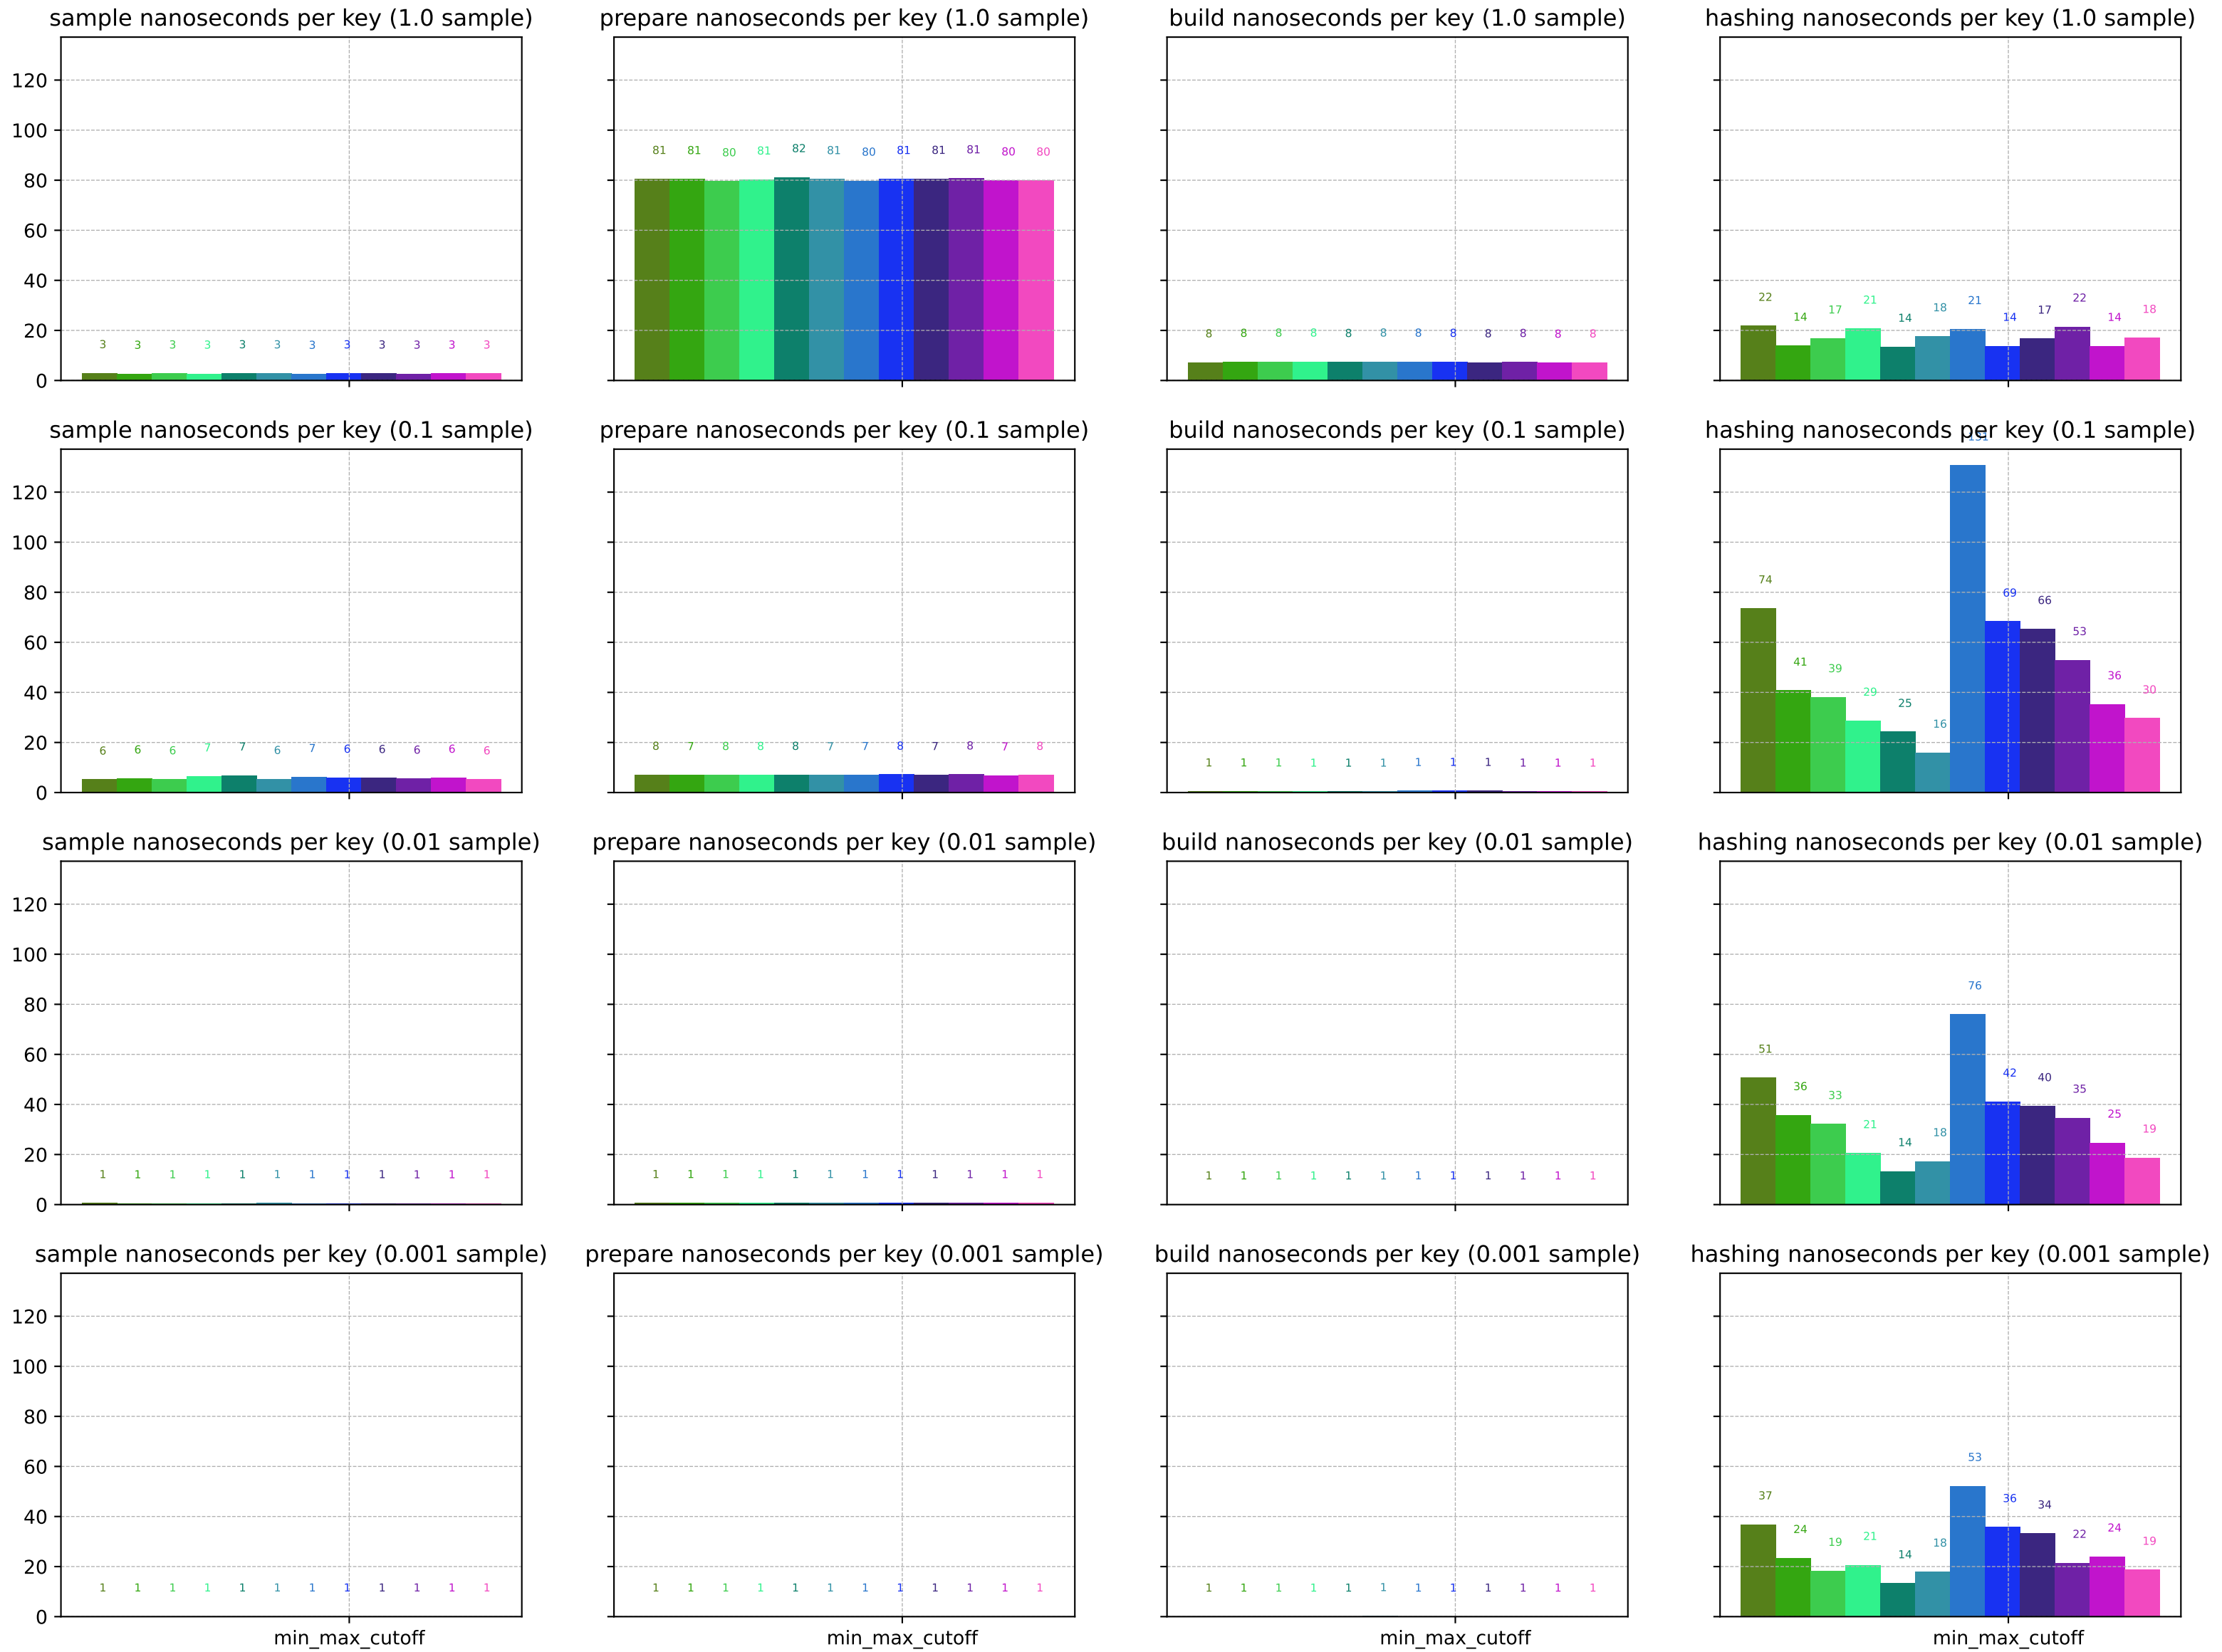 sample nanoseconds per key (1.0 sample) prepare nanoseconds per key (1.0 sample) build nanoseconds per key (1.0 sample) hashing nanoseconds per key (1.0 sample)
120
100
80
60
40
20
0
3 3 3 3 3 3 3 3 3 3 3 3
81 81 80 81 82 81 80 81 81 81 80 80
8 8 8 8 8 8 8 8 8 8 8 8
22 14 17 21 14 18 21 14 17 22 14 18
sample nanoseconds per key (0.1 sample) prepare nanoseconds per key (0.1 sample) build nanoseconds per key (0.1 sample) hashing nanoseconds per key (0.1 sample)
120
100
80
60
40
20
0
6 6 6 7 7 6 7 6 6 6 6 6
8 7 8 8 8 7 7 8 7 8 7 8
1 1 1 1 1 1 1 1 1 1 1 1
74 41 39 29 25 16 131 69 66 53 36 30
sample nanoseconds per key (0.01 sample) prepare nanoseconds per key (0.01 sample) build nanoseconds per key (0.01 sample) hashing nanoseconds per key (0.01 sample)
120
100
80
60
40
20
0
1 1 1 1 1 1 1 1 1 1 1 1
1 1 1 1 1 1 1 1 1 1 1 1
1 1 1 1 1 1 1 1 1 1 1 1
51 36 33 21 14 18 76 42 40 35 25 19
sample nanoseconds per key (0.001 sample) prepare nanoseconds per key (0.001 sample) build nanoseconds per key (0.001 sample) hashing nanoseconds per key (0.001 sample)
120
100
80
60
40
20
0
1 1 1 1 1 1 1 1 1 1 1 1
1 1 1 1 1 1 1 1 1 1 1 1
1 1 1 1 1 1 1 1 1 1 1 1
37 24 19 21 14 18 53 36 34 22 24 19
min_max_cutoff min_max_cutoff min_max_cutoff min_max_cutoff